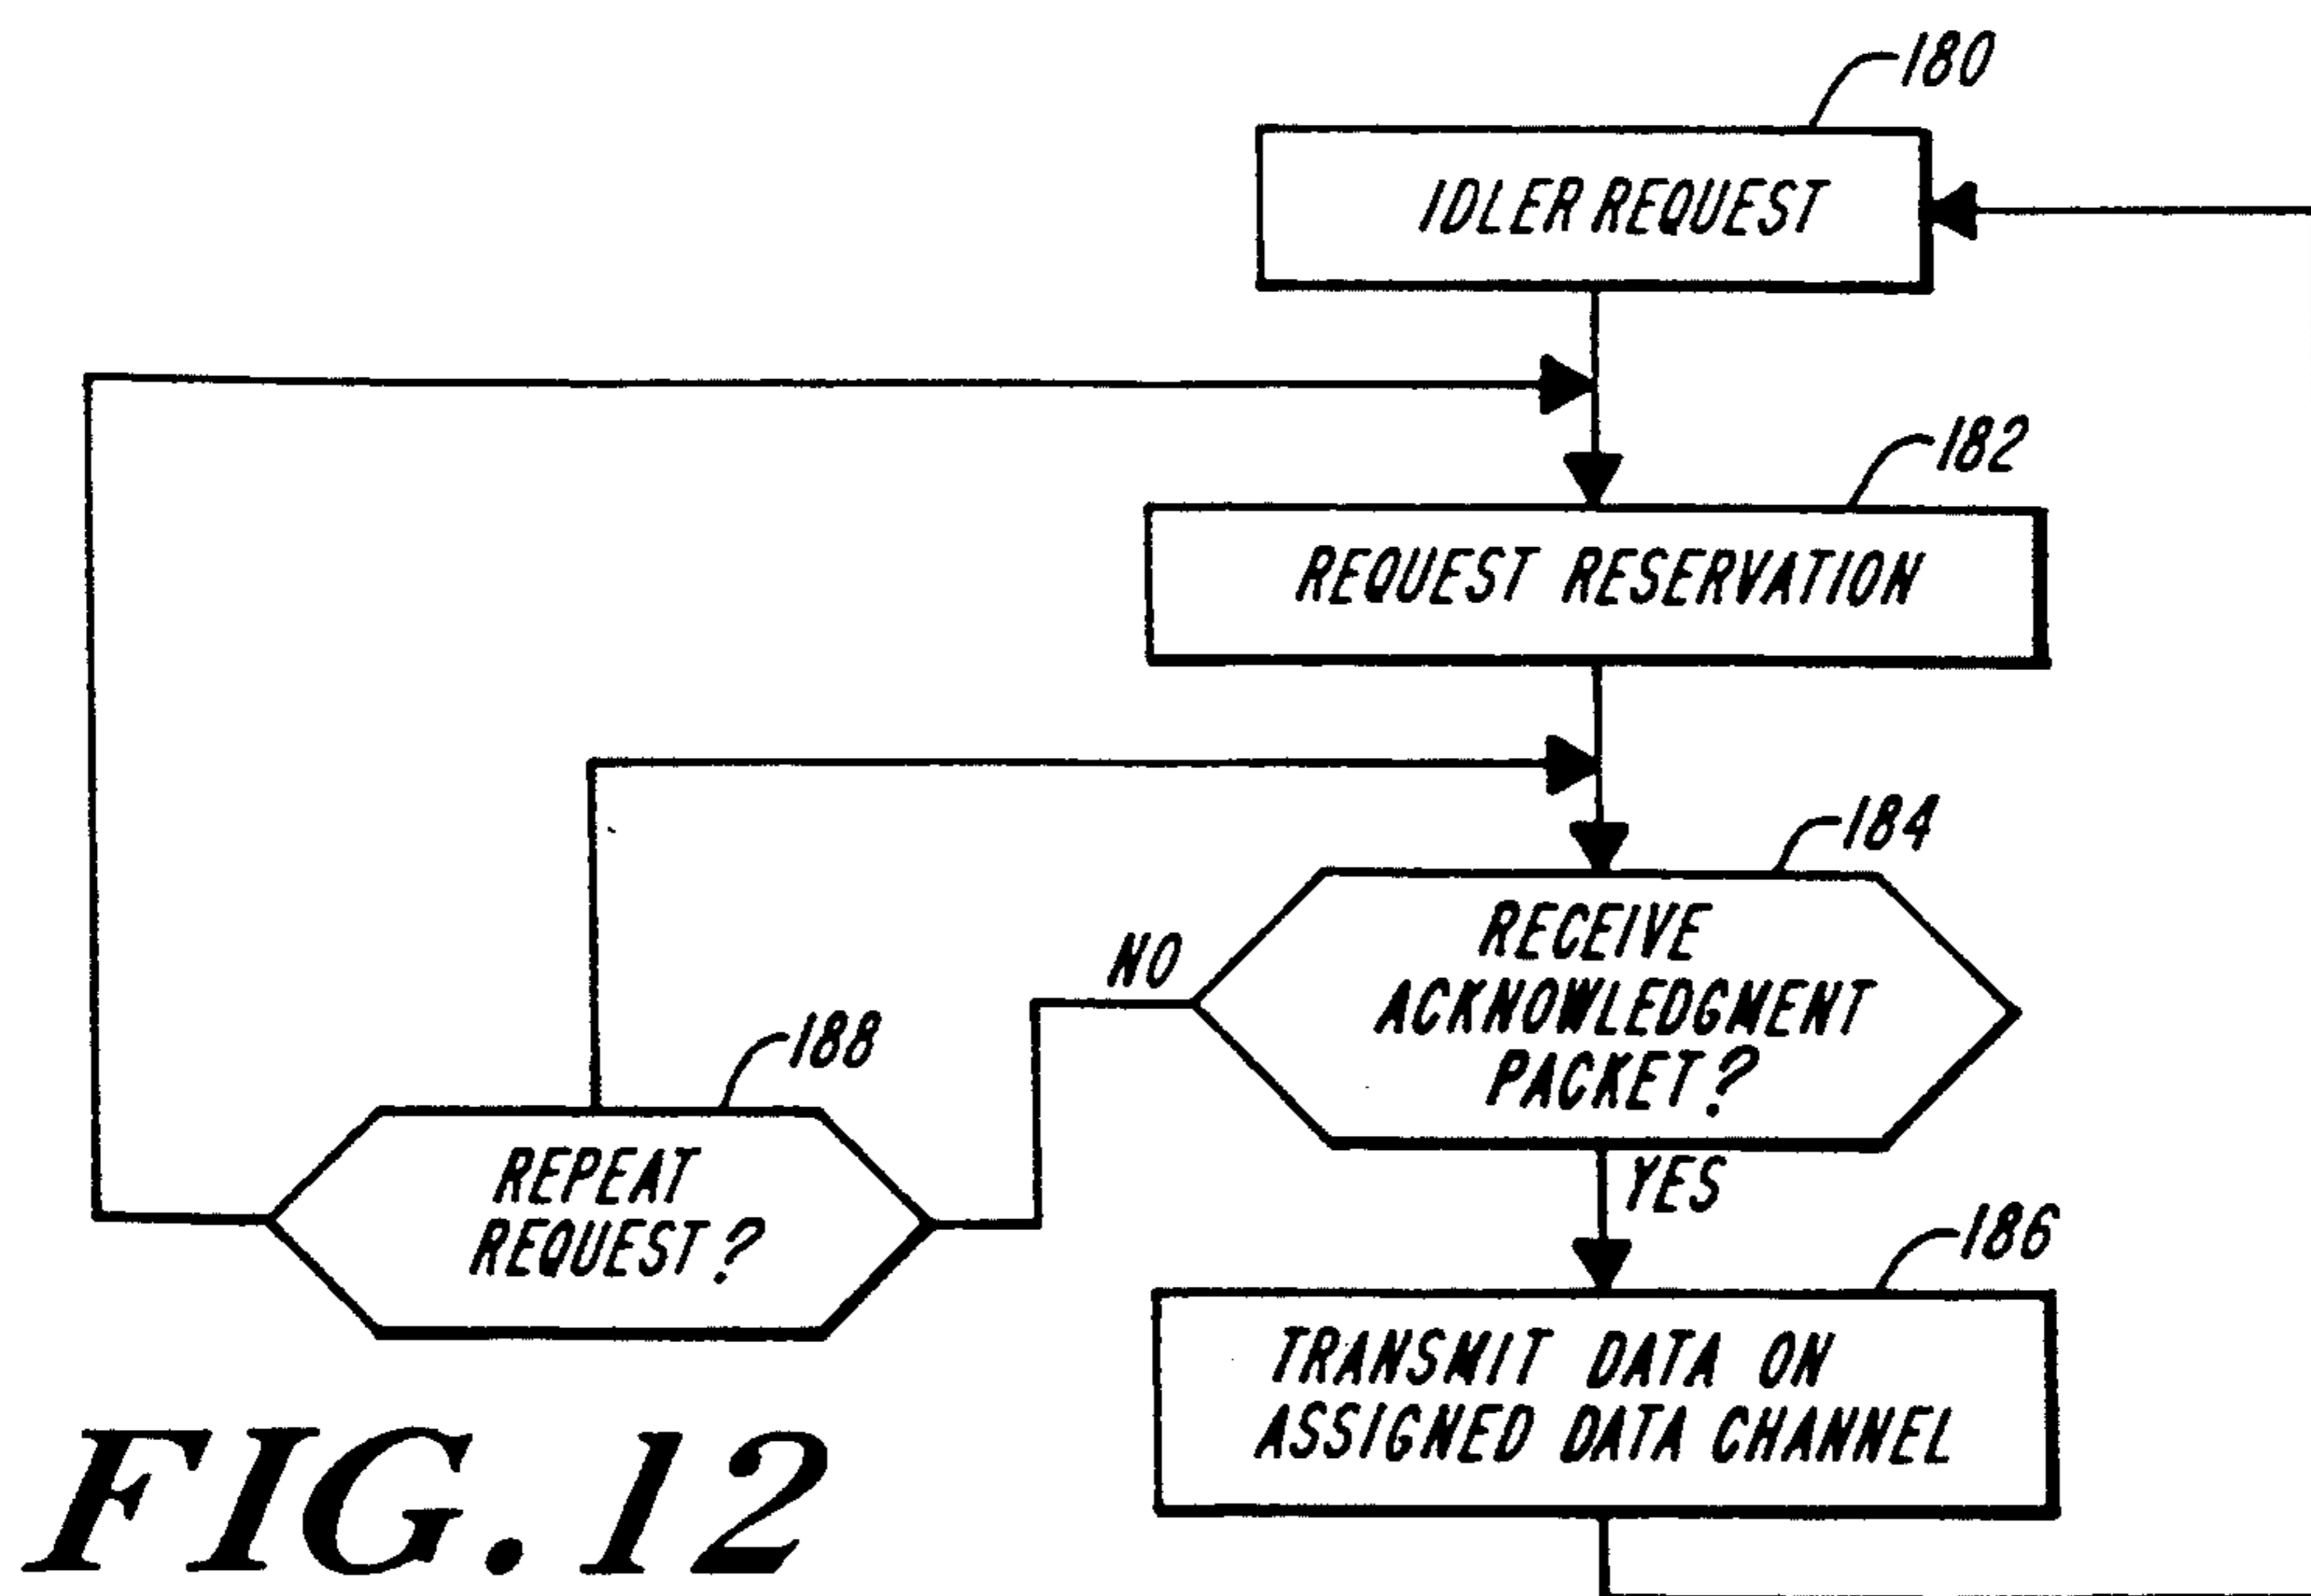 180
IDLER REQUEST
182
REQUEST RESERVATION
184
RECEIVE
ACKNOWLEDGMENT
PACKET?
NO
188
REPEAT
REQUEST?
YES
186
TRANSMIT DATA ON
ASSIGNED DATA CHANNEL
FIG. 12